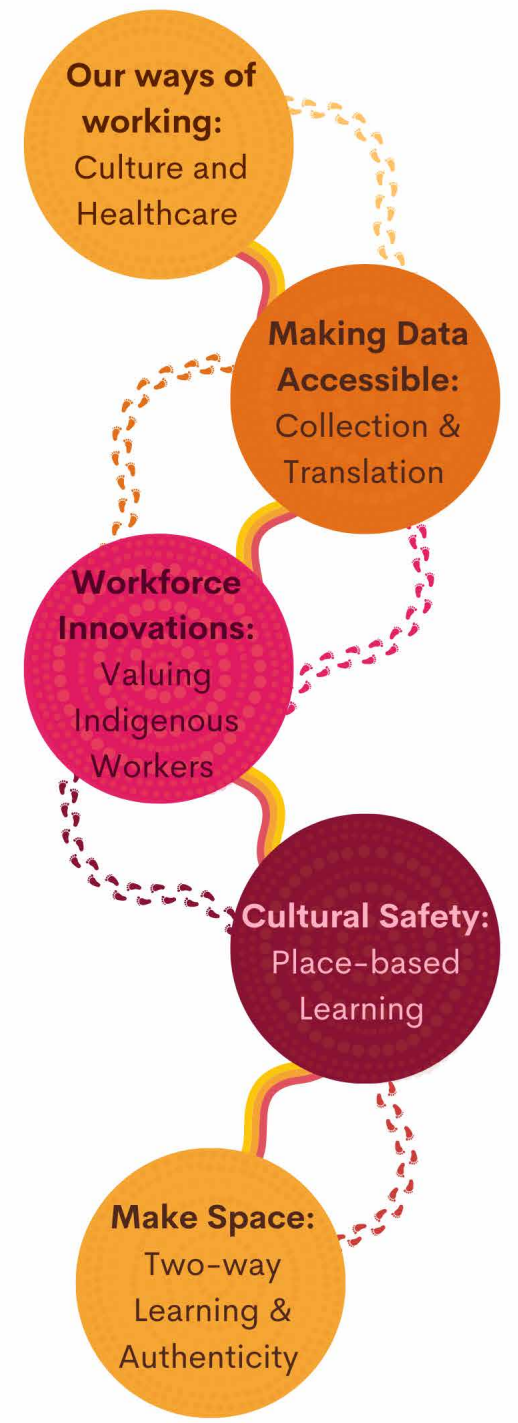 Our ways of
working:
Culture and
Healthcare
Making Data
Accessible:
Collection &
Translation
Workforce
Innovations:
Valuing
Indigenous
Workers
Cultural Safety:
Place-based
Learning
Make Space:
Two-way
Learning &
Authenticity